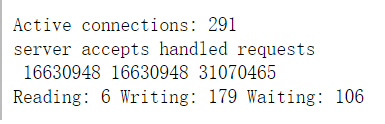 Active connections: 291
server accepts handled requests
16630948 16630948 31070465
Reading: 6 Writing: 179 Waiting: 106